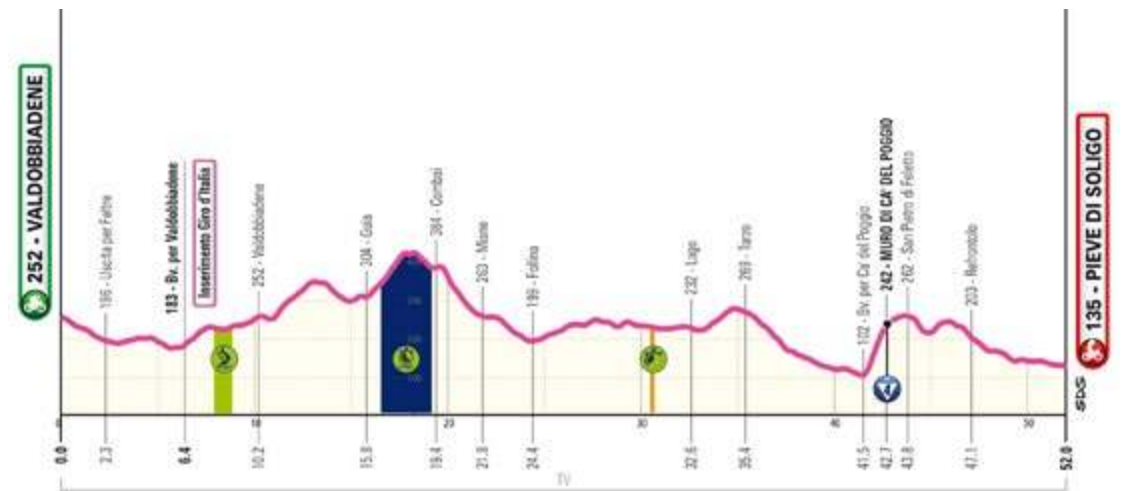 252 - VALDOBBIADENE
196 - Uscita per Feltre
183 - Bv. per Valdobbiadene
Inserimento Giro d'Italia
252 - Valdobbiadene
304 - Guia
384 - Combai
263 - Miane
199 - Follina
232 - Lago
269 - Tarzo
102 - Bv. per Ca' del Poggio
242 - MURO DI CA' DEL POGGIO
262 - San Pietro di Feletto
203 - Refrontolo
135 - PIEVE DI SOLIGO
SDS
0 10 20 30 40 50
0.0 2.3 6.4 10.2 15.8 19.4 21.8 24.4 32.6 35.4 41.5 42.7 43.8 47.1 52.0
TV